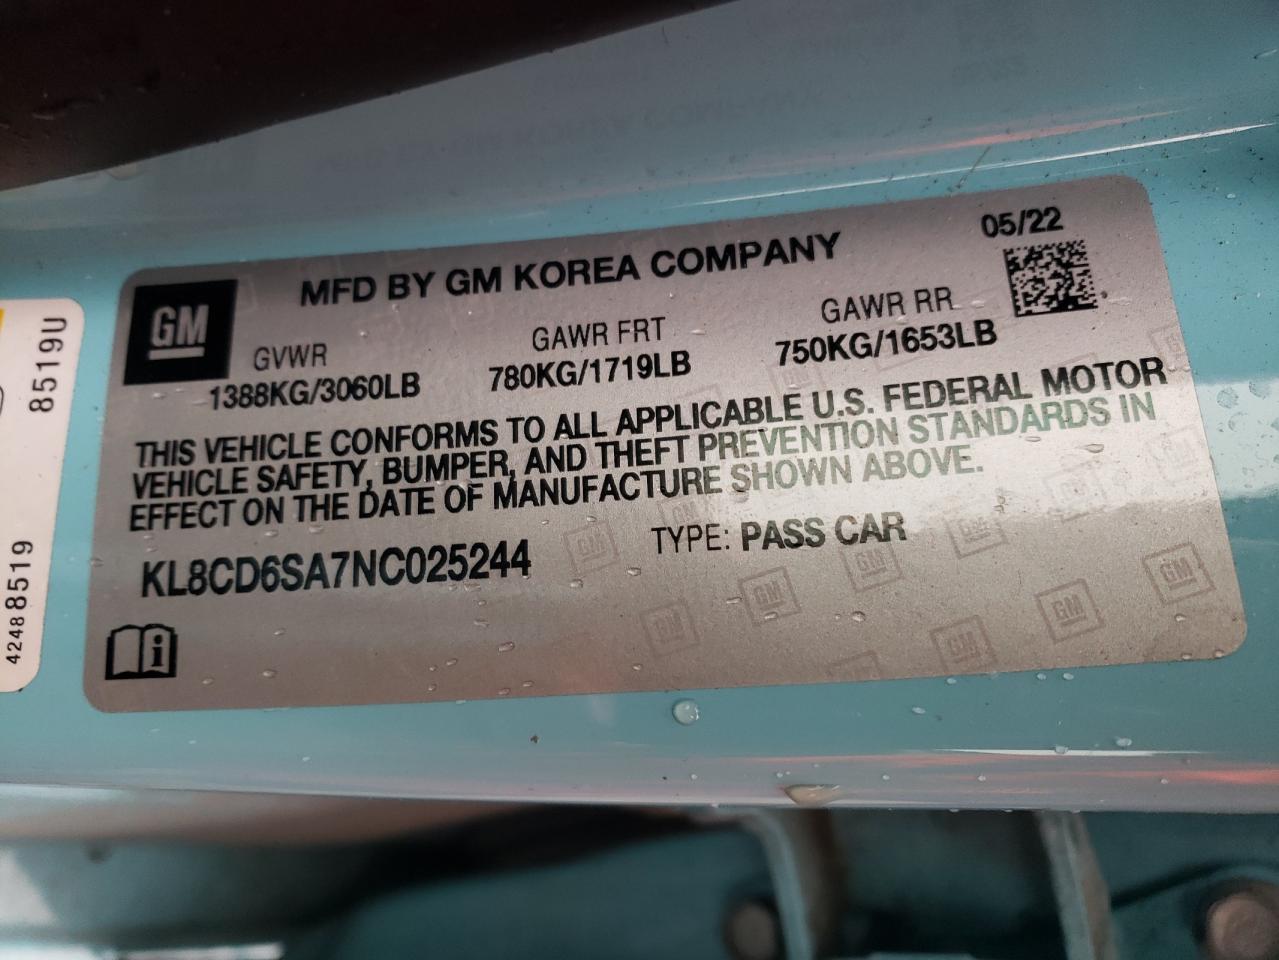 05/22
MFD BY GM KOREA COMPANY
GM
GVWR
GAWR FRT
GAWR RR
1388KG/3060LB
780KG/1719LB
750KG/1653LB
THIS VEHICLE CONFORMS TO ALL APPLICABLE U.S. FEDERAL MOTOR
VEHICLE SAFETY, BUMPER, AND THEFT PREVENTION STANDARDS IN
EFFECT ON THE DATE OF MANUFACTURE SHOWN ABOVE.
KL8CD6SA7NC025244
TYPE: PASS CAR
8519U
42488519